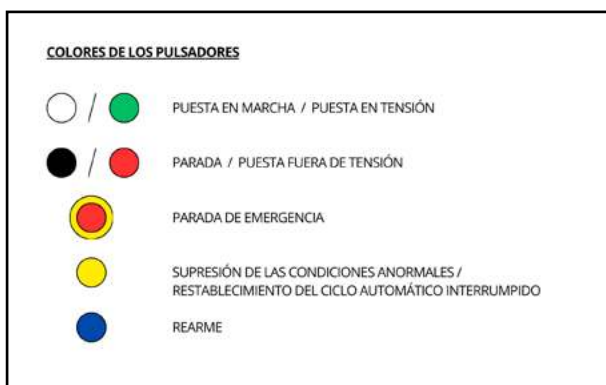 COLORES DE LOS PULSADORES
/ PUESTA EN MARCHA / PUESTA EN TENSIÓN
/ PARADA / PUESTA FUERA DE TENSIÓN
PARADA DE EMERGENCIA
SUPRESIÓN DE LAS CONDICIONES ANORMALES /
RESTABLECIMIENTO DEL CICLO AUTOMÁTICO INTERRUMPIDO
REARME